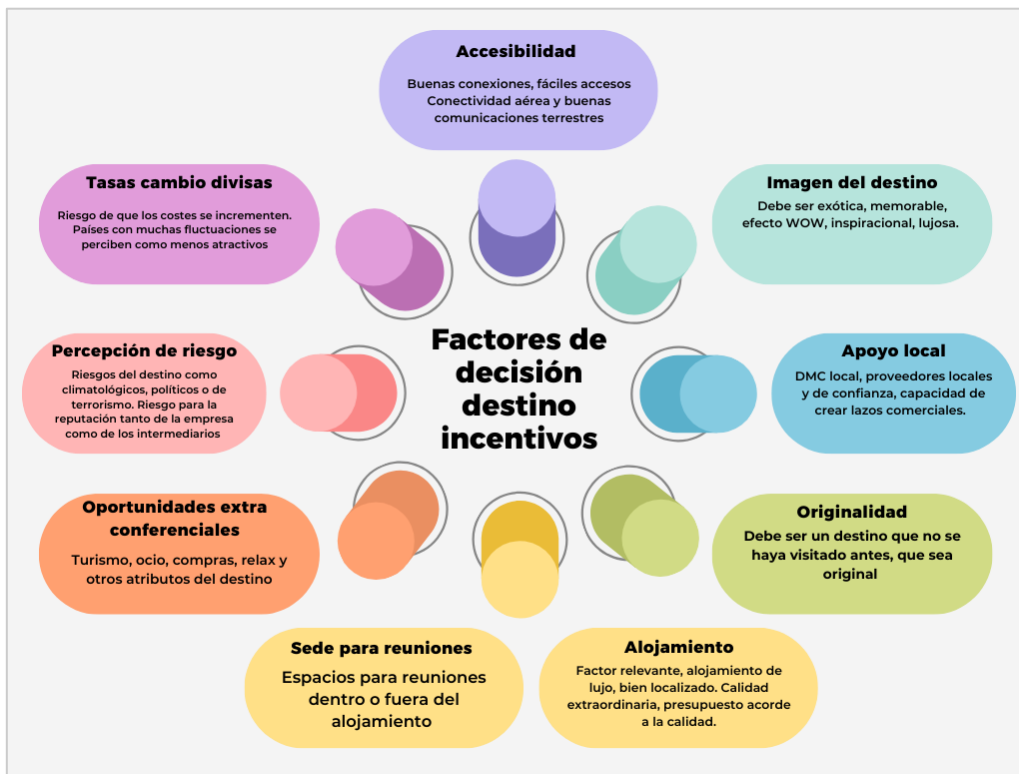 Accesibilidad
Buenas conexiones, fáciles accesos
Conectividad aérea y buenas
comunicaciones terrestres
Tasas cambio divisas
Riesgo de que los costes se incrementen.
Países con muchas fluctuaciones se
perciben como menos atractivos
Imagen del destino
Debe ser exótica, memorable,
efecto WOW, inspiracional, lujosa.
Factores de
decisión
destino
incentivos
Percepción de riesgo
Riesgos del destino como
climatológicos, políticos o de
terrorismo. Riesgo para la
reputación tanto de la empresa
como de los intermediarios
Apoyo local
DMC local, proveedores locales
y de confianza, capacidad de
crear lazos comerciales.
Oportunidades extra
conferenciales
Turismo, ocio, compras, relax y
otros atributos del destino
Originalidad
Debe ser un destino que no se
haya visitado antes, que sea
original
Sede para reuniones
Espacios para reuniones
dentro o fuera del
alojamiento
Alojamiento
Factor relevante, alojamiento de
lujo, bien localizado. Calidad
extraordinaria, presupuesto acorde
a la calidad.